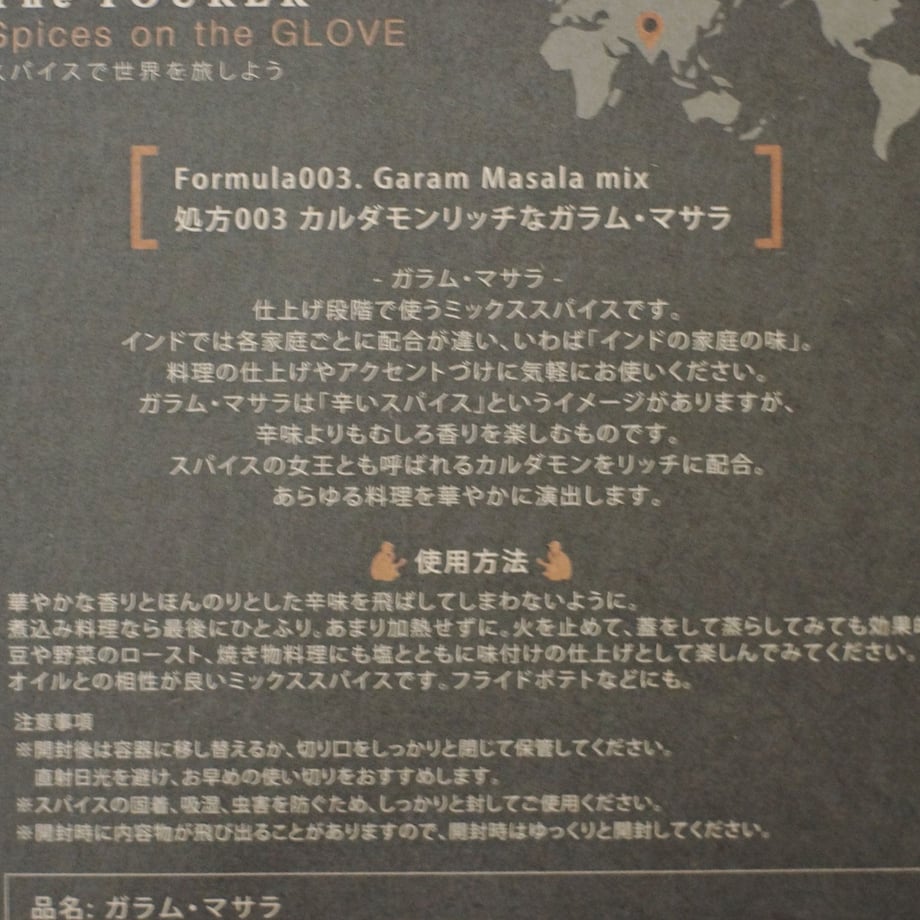 The TOURER
Spices on the GLOVE
スパイスで世界を旅しよう
Formula003. Garam Masala mix
処方003 カルダモンリッチなガラム・マサラ
- ガラム・マサラ -
仕上げ段階で使うミックススパイスです。
インドでは各家庭ごとに配合が違い、いわば「インドの家庭の味」。
料理の仕上げやアクセントづけに気軽にお使いください。
ガラム・マサラは「辛いスパイス」というイメージがありますが、
辛味よりもむしろ香りを楽しむものです。
スパイスの女王とも呼ばれるカルダモンをリッチに配合。
あらゆる料理を華やかに演出します。
使用方法
華やかな香りとほんのりとした辛味を飛ばしてしまわないように。
煮込み料理なら最後にひとふり。あまり加熱せずに。火を止めて、蓋をして蒸らしてみても効果的
豆や野菜のロースト、焼き物料理にも塩とともに味付けの仕上げとして楽しんでみてください。
オイルとの相性が良いミックススパイスです。フライドポテトなどにも。
注意事項
※開封後は容器に移し替えるか、切り口をしっかりと閉じて保管してください。
直射日光を避け、お早めの使い切りをおすすめします。
※スパイスの固着、吸湿、虫害を防ぐため、しっかりと封してご使用ください。
※開封時に内容物が飛び出ることがありますので、開封時はゆっくりと開封してください。
品名: ガラム・マサラ